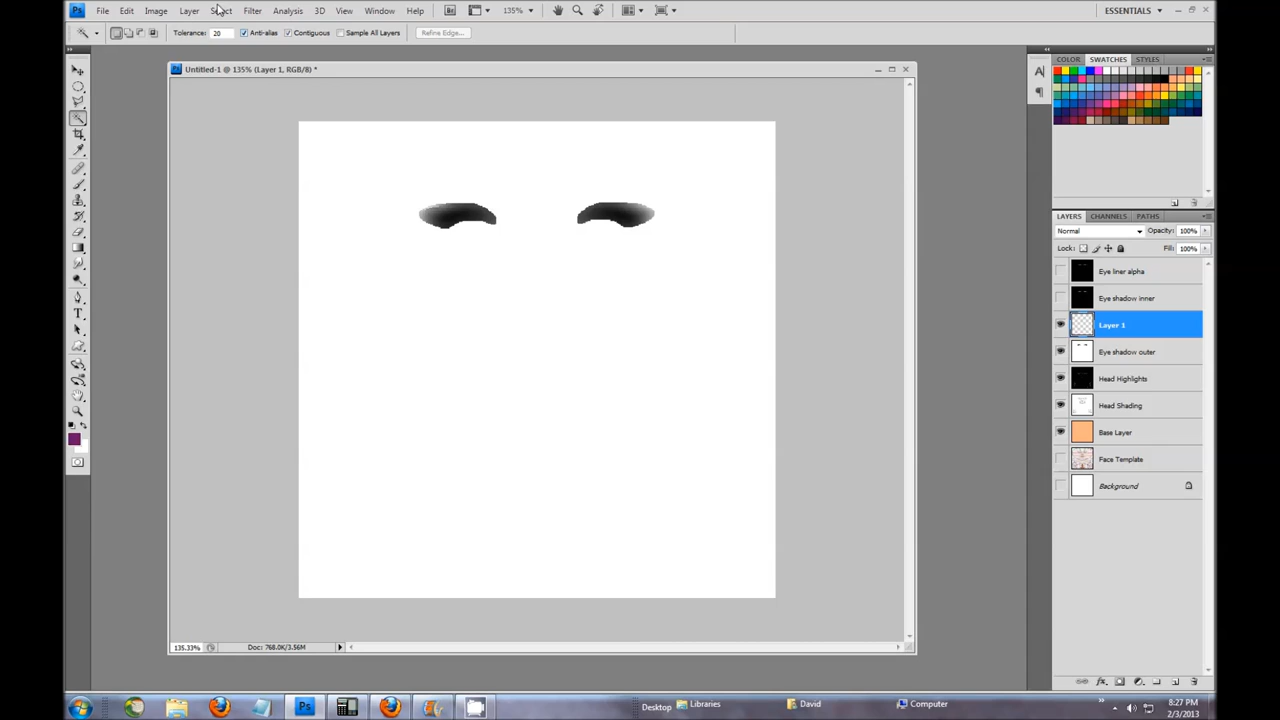 Ps File Edit Image Layer Select Filter Analysis 3D View Window Help Br 135% ESSENTIALS
Tolerance: 20 Anti-alias Contiguous Sample All Layers Refine Edge...
Ps Untitled-1 @ 135% (Layer 1, RGB/8) *
COLOR SWATCHES STYLES
LAYERS CHANNELS PATHS
Normal Opacity: 100%
Lock: Fill: 100%
Eye liner alpha
Eye shadow inner
Layer 1
Eye shadow outer
Head Highlights
Head Shading
Base Layer
Face Template
Background
135.33% Doc: 768.0K/3.56M
Ps Desktop Libraries David Computer 8:27 PM
2/3/2013